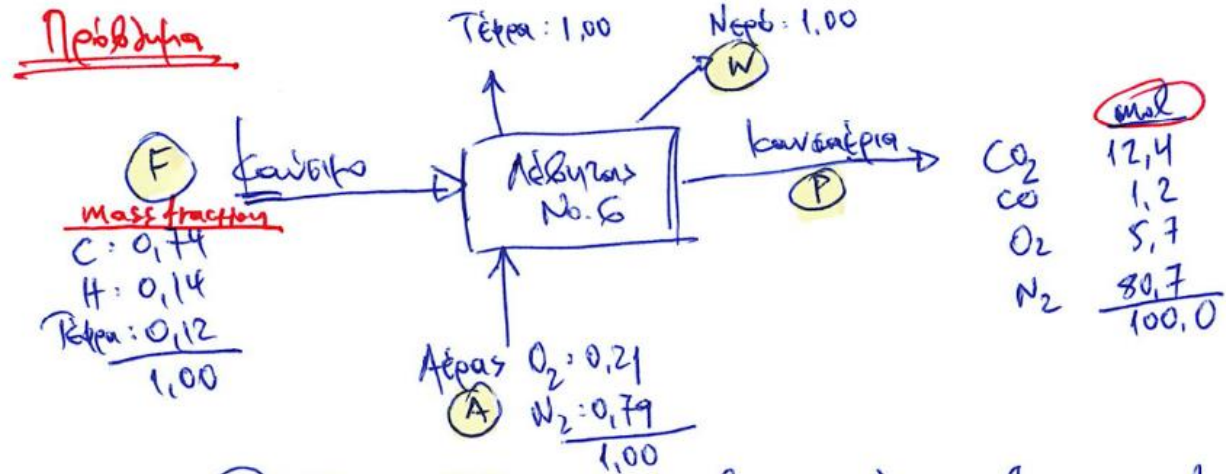 Πρόβλημα
Τέφρα: 1,00
Νερό: 1,00
W
F
Καύσιμο
mass fraction
C: 0,74
H: 0,14
Τέφρα: 0,12
1,00
Λέβητας
No. 6
Καυσαέρια
P
mol
CO2 12,4
CO 1,2
O2 5,7
N2 80,7
100,0
Αέρας O2: 0,21
A N2: 0,79
1,00